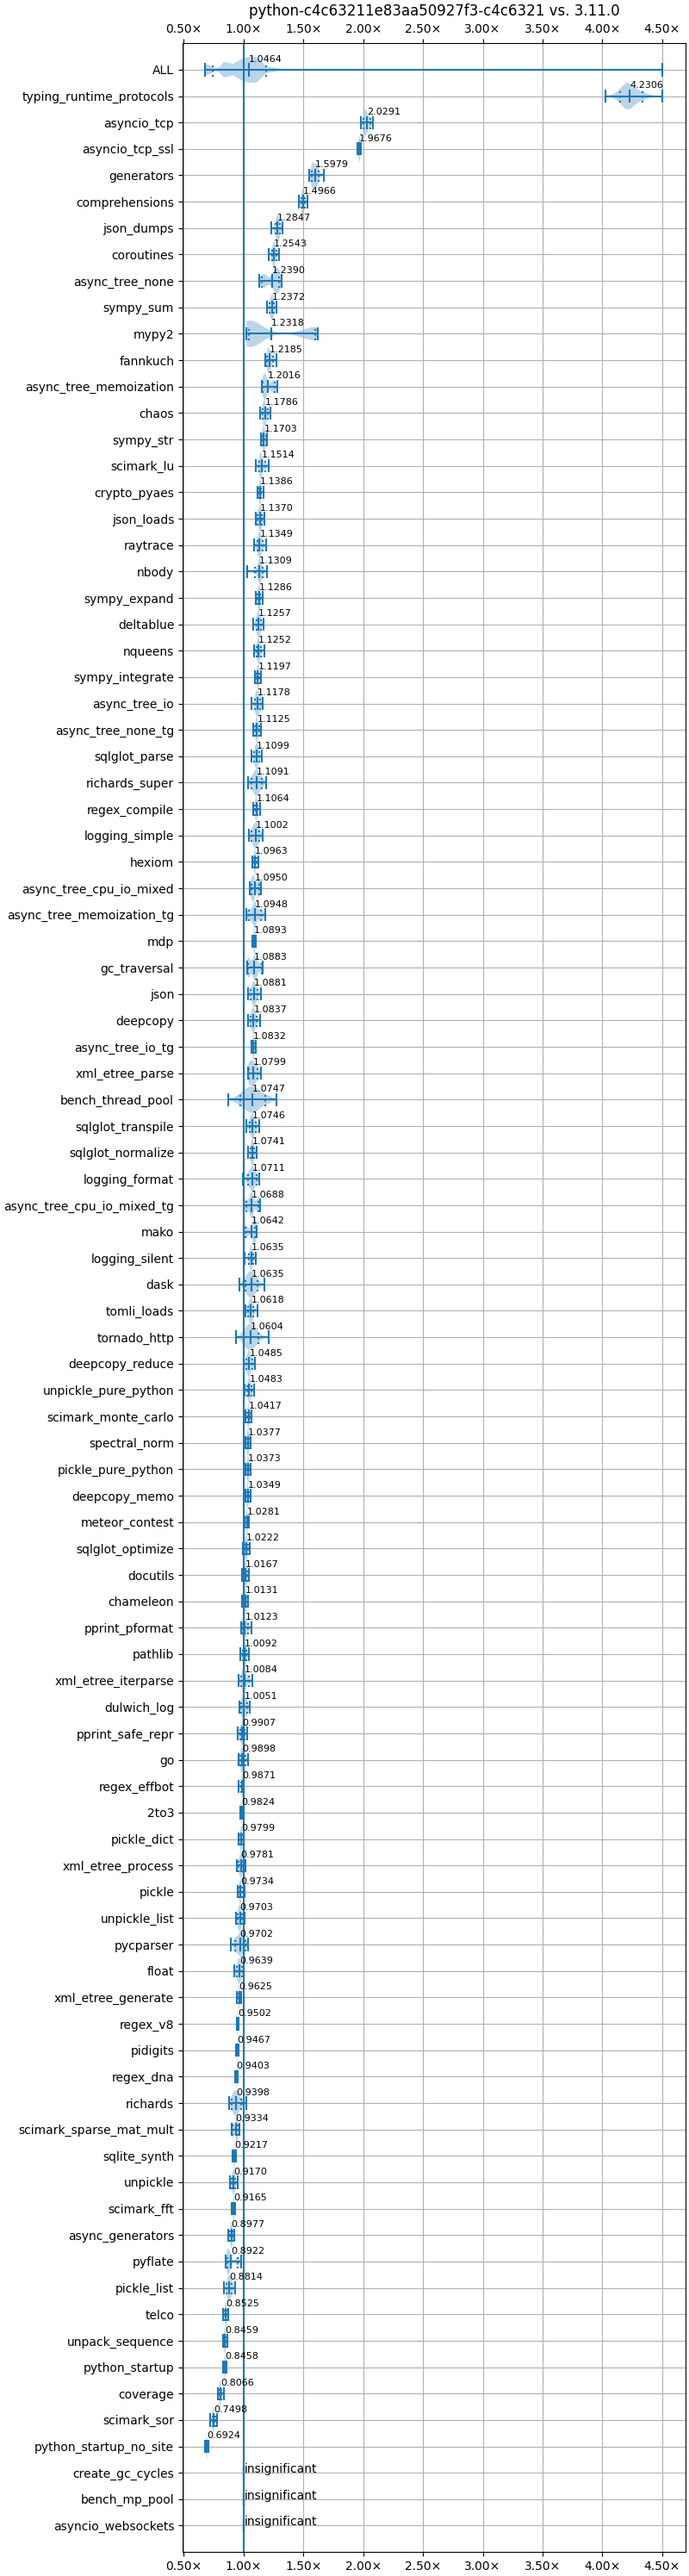 python-c4c63211e83aa50927f3-c4c6321 vs. 3.11.0
0.50× 1.00× 1.50× 2.00× 2.50× 3.00× 3.50× 4.00× 4.50×
ALL 1.0464
typing_runtime_protocols 4.2306
asyncio_tcp 2.0291
asyncio_tcp_ssl 1.9676
generators 1.5979
comprehensions 1.4966
json_dumps 1.2847
coroutines 1.2543
async_tree_none 1.2390
sympy_sum 1.2372
mypy2 1.2318
fannkuch 1.2185
async_tree_memoization 1.2016
chaos 1.1786
sympy_str 1.1703
scimark_lu 1.1514
crypto_pyaes 1.1386
json_loads 1.1370
raytrace 1.1349
nbody 1.1309
sympy_expand 1.1286
deltablue 1.1257
nqueens 1.1252
sympy_integrate 1.1197
async_tree_io 1.1178
async_tree_none_tg 1.1125
sqlglot_parse 1.1099
richards_super 1.1091
regex_compile 1.1064
logging_simple 1.1002
hexiom 1.0963
async_tree_cpu_io_mixed 1.0950
async_tree_memoization_tg 1.0948
mdp 1.0893
gc_traversal 1.0883
json 1.0881
deepcopy 1.0837
async_tree_io_tg 1.0832
xml_etree_parse 1.0799
bench_thread_pool 1.0747
sqlglot_transpile 1.0746
sqlglot_normalize 1.0741
logging_format 1.0711
async_tree_cpu_io_mixed_tg 1.0688
mako 1.0642
logging_silent 1.0635
dask 1.0635
tomli_loads 1.0618
tornado_http 1.0604
deepcopy_reduce 1.0485
unpickle_pure_python 1.0483
scimark_monte_carlo 1.0417
spectral_norm 1.0377
pickle_pure_python 1.0373
deepcopy_memo 1.0349
meteor_contest 1.0281
sqlglot_optimize 1.0222
docutils 1.0167
chameleon 1.0131
pprint_pformat 1.0123
pathlib 1.0092
xml_etree_iterparse 1.0084
dulwich_log 1.0051
pprint_safe_repr 0.9907
go 0.9898
regex_effbot 0.9871
2to3 0.9824
pickle_dict 0.9799
xml_etree_process 0.9781
pickle 0.9734
unpickle_list 0.9703
pycparser 0.9702
float 0.9639
xml_etree_generate 0.9625
regex_v8 0.9502
pidigits 0.9467
regex_dna 0.9403
richards 0.9398
scimark_sparse_mat_mult 0.9334
sqlite_synth 0.9217
unpickle 0.9170
scimark_fft 0.9165
async_generators 0.8977
pyflate 0.8922
pickle_list 0.8814
telco 0.8525
unpack_sequence 0.8459
python_startup 0.8458
coverage 0.8066
scimark_sor 0.7498
python_startup_no_site 0.6924
create_gc_cycles insignificant
bench_mp_pool insignificant
asyncio_websockets insignificant
0.50× 1.00× 1.50× 2.00× 2.50× 3.00× 3.50× 4.00× 4.50×